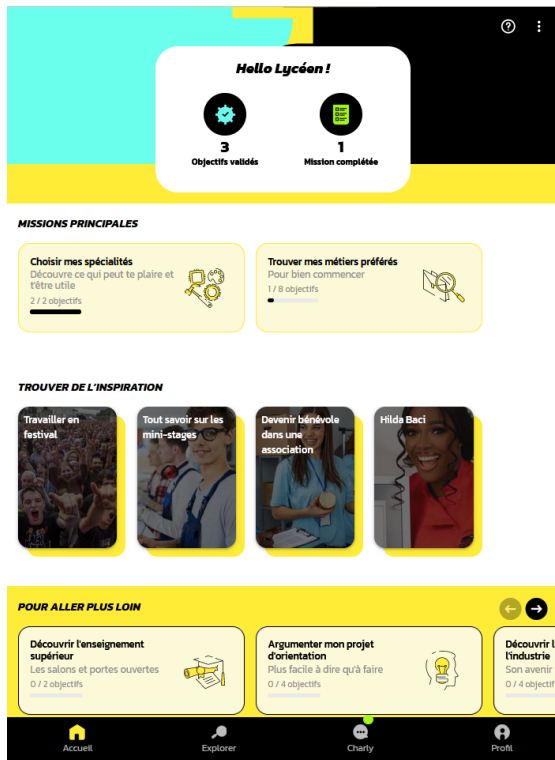 Hello Lycéen !
3
Objectifs validés
1
Mission complétée
MISSIONS PRINCIPALES
Choisir mes spécialités
Découvre ce qui peut te plaire et
t'être utile
2 / 2 objectifs
Trouver mes métiers préférés
Pour bien commencer
1 / 8 objectifs
TROUVER DE L'INSPIRATION
Travailler en
festival
Tout savoir sur les
mini-stages
Devenir bénévole
dans une
association
Hilda Baci
POUR ALLER PLUS LOIN
Découvrir l'enseignement
supérieur
Les salons et portes ouvertes
0 / 2 objectifs
Argumenter mon projet
d'orientation
Plus facile à dire qu'à faire
0 / 4 objectifs
Découvrir l
l'industrie
Son avenir
0 / 4 objectif
Accueil
Explorer
Charly
Profil